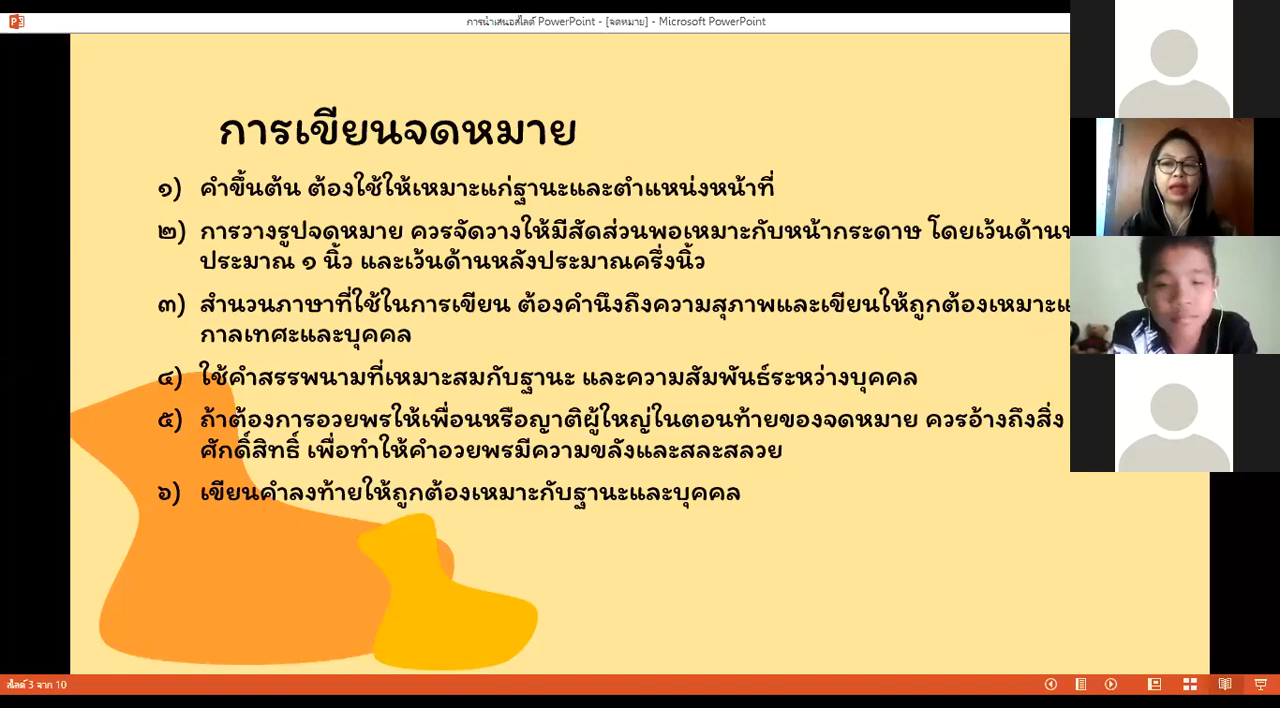 การนำเสนอสไลด์ PowerPoint - [จดหมาย] - Microsoft PowerPoint
การเขียนจดหมาย
๑) คำขึ้นต้น ต้องใช้ให้เหมาะแก่ฐานะและตำแหน่งหน้าที่
๒) การวางรูปจดหมาย ควรจัดวางให้มีสัดส่วนพอเหมาะกับหน้ากระดาษ โดยเว้นด้าน
ประมาณ ๑ นิ้ว และเว้นด้านหลังประมาณครึ่งนิ้ว
๓) สำนวนภาษาที่ใช้ในการเขียน ต้องคำนึงถึงความสุภาพและเขียนให้ถูกต้องเหมาะ
กาลเทศะและบุคคล
๔) ใช้คำสรรพนามที่เหมาะสมกับฐานะ และความสัมพันธ์ระหว่างบุคคล
๕) ถ้าต้องการอวยพรให้เพื่อนหรือญาติผู้ใหญ่ในตอนท้ายของจดหมาย ควรอ้างถึงสิ่ง
ศักดิ์สิทธิ์ เพื่อทำให้คำอวยพรมีความขลังและสละสลวย
๖) เขียนคำลงท้ายให้ถูกต้องเหมาะกับฐานะและบุคคล
สไลด์ 3 จาก 10